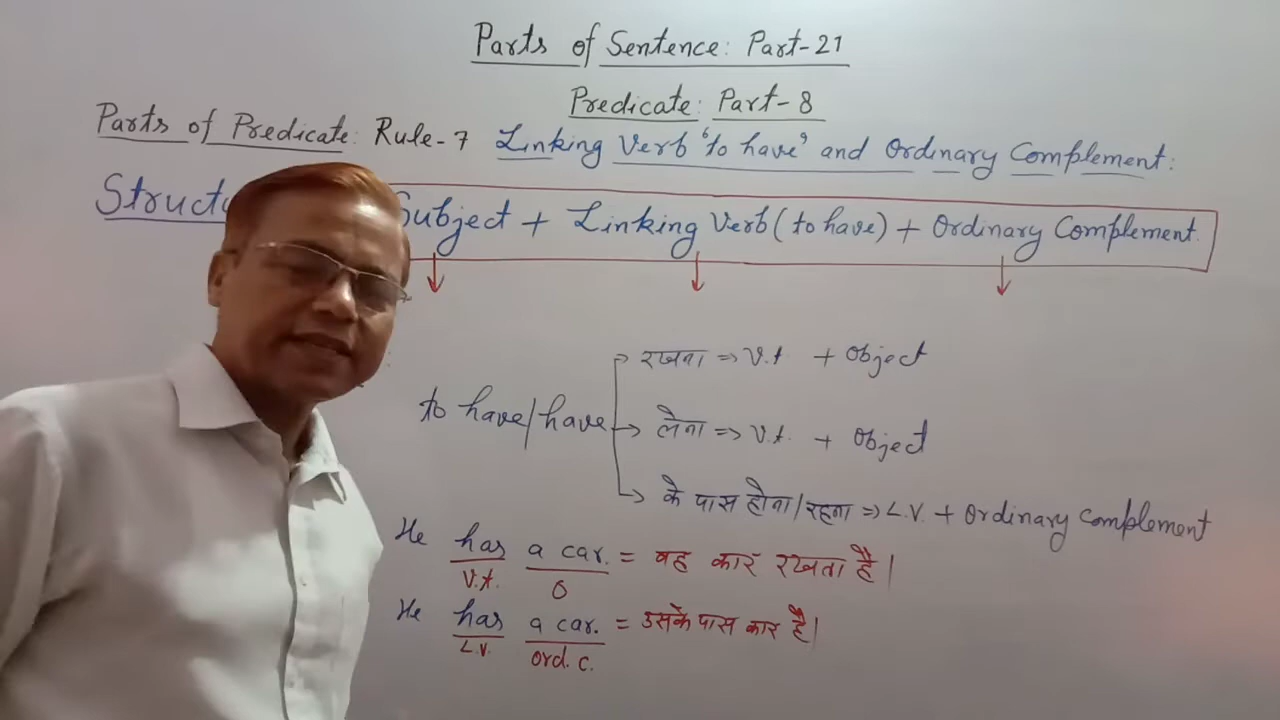 Parts of Sentence: Part-21
Predicate: Part-8
Parts of Predicate: Rule-7 Linking Verb 'to have' and Ordinary Complement:
Subject + Linking Verb (to have) + Ordinary Complement
रखना => V.t + Object
to have/have
लेना => V.t. + Object
के पास होना/रहना => L.V. + Ordinary Complement
He has a car. = वह कार रखता है।
V.t. O
He has a car. = उसके पास कार है।
L.V. Ord. C.